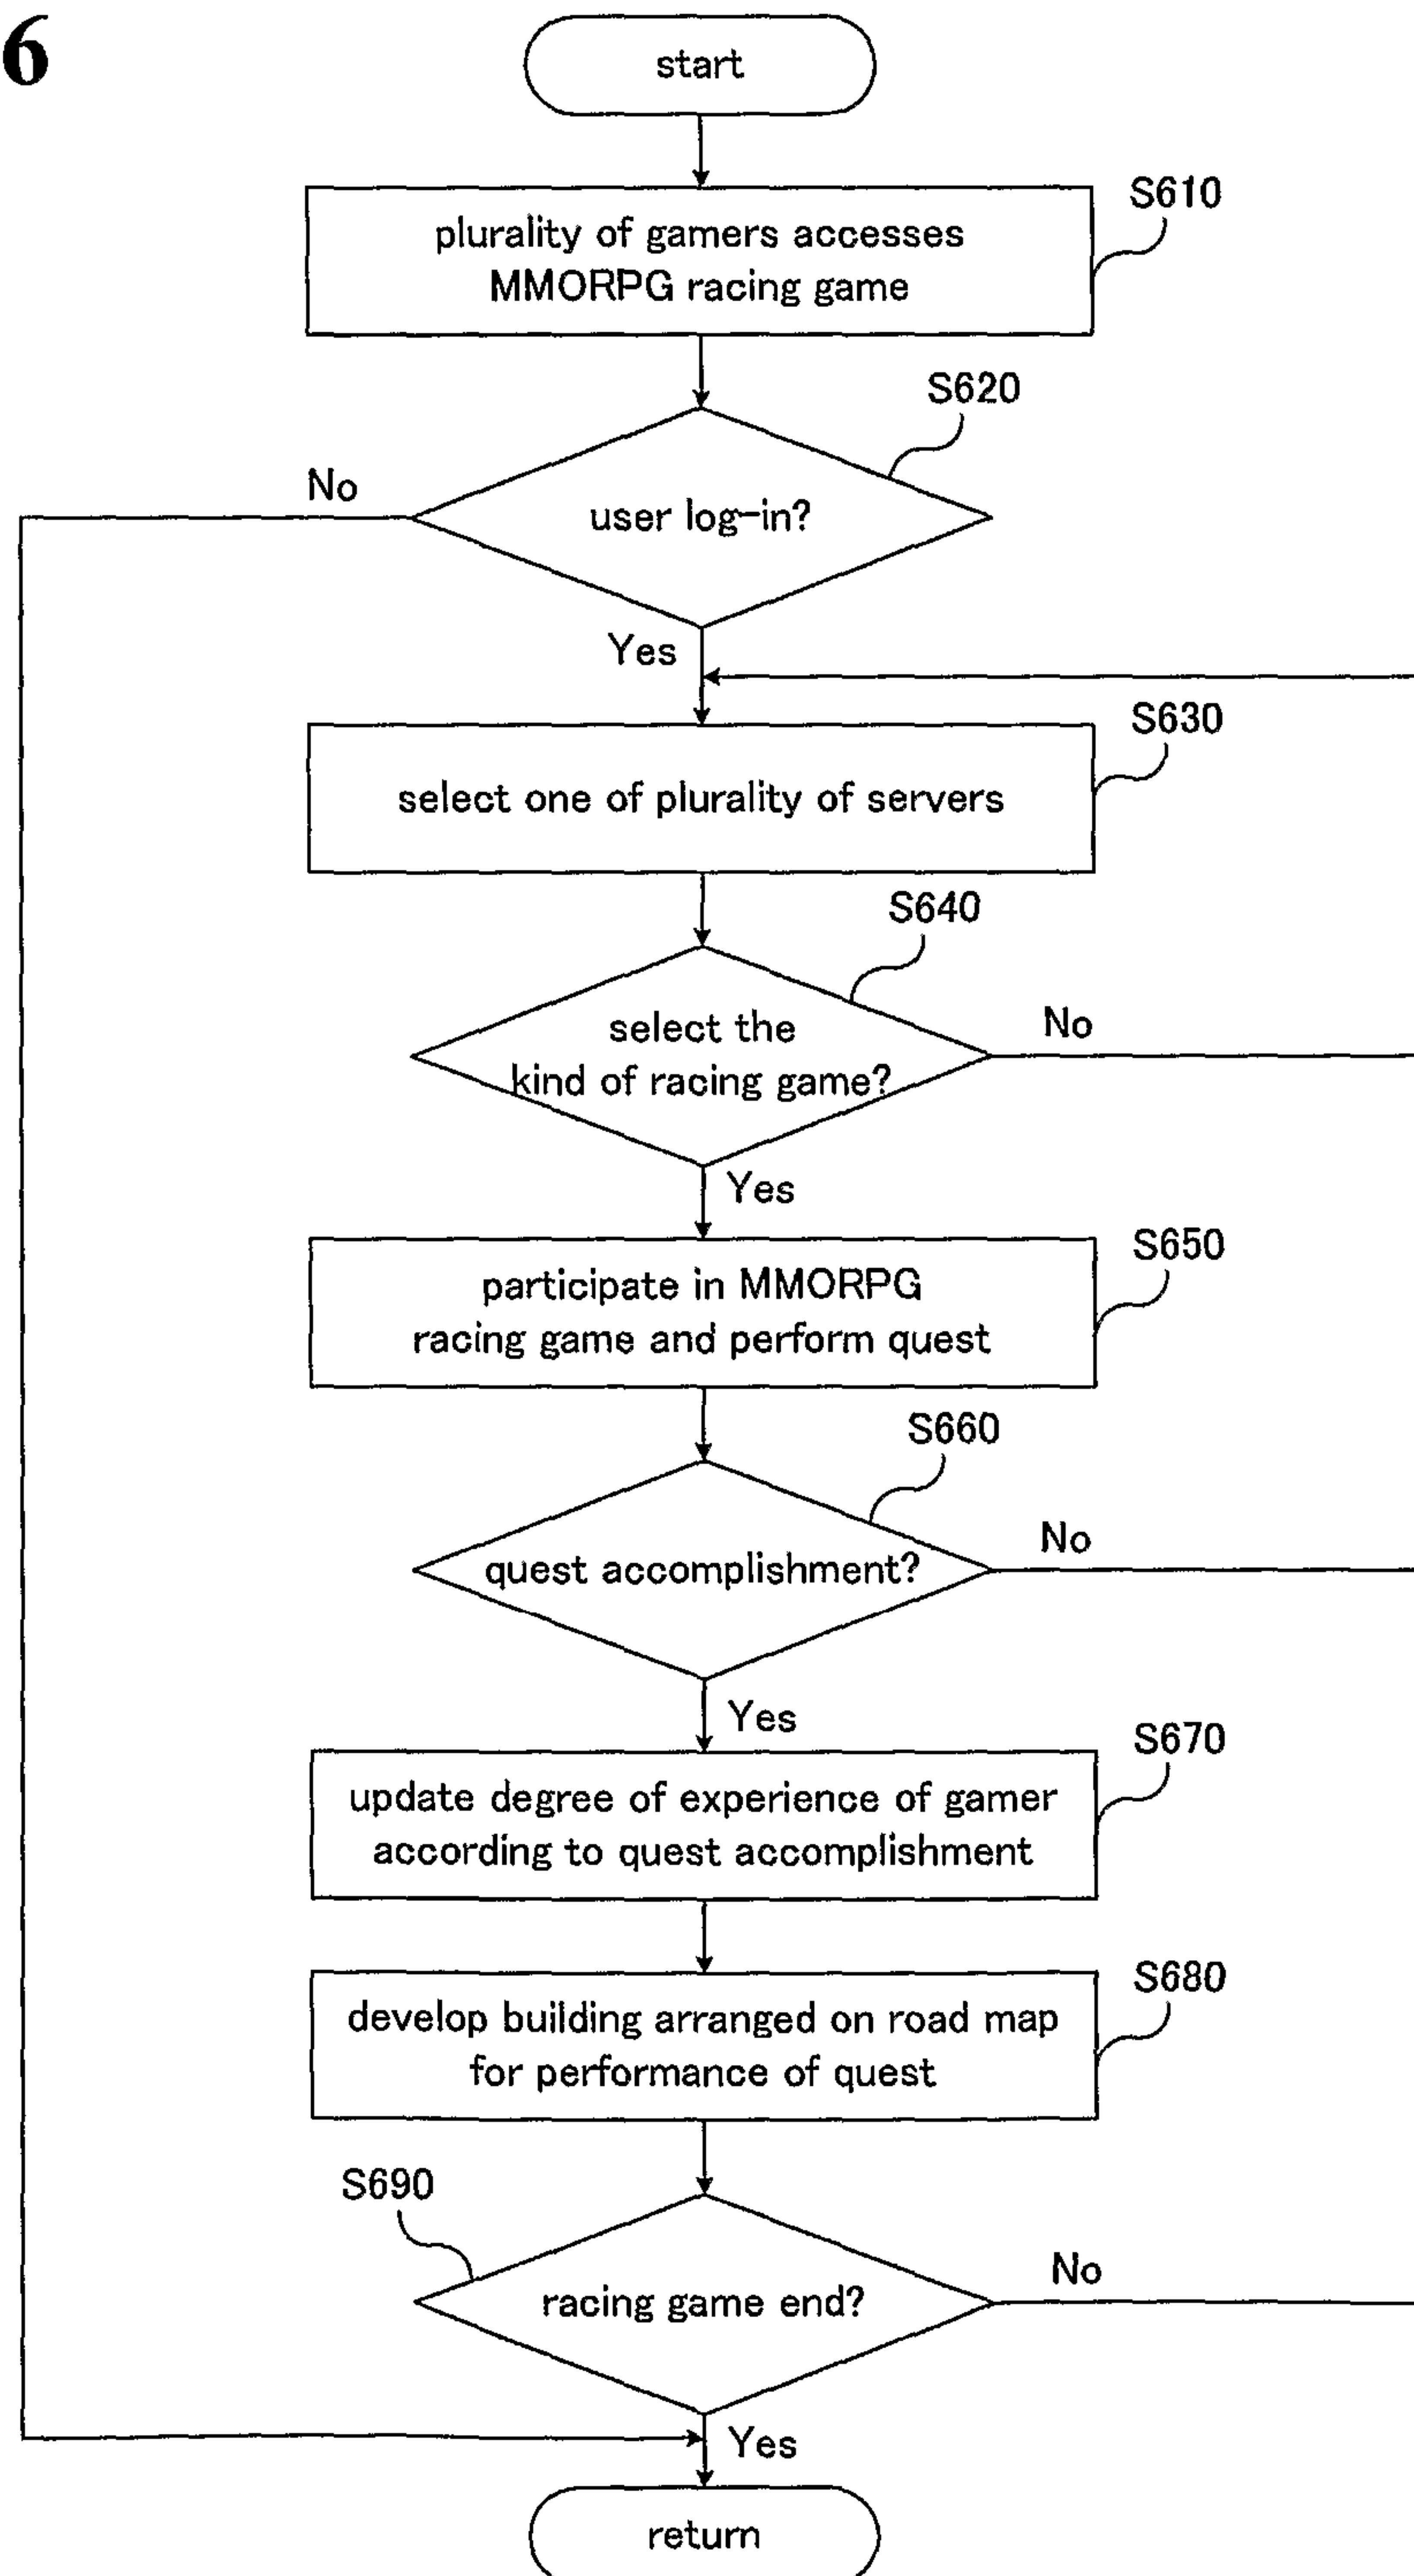 6
start
S610
plurality of gamers accesses
MMORPG racing game
S620
No
user log-in?
Yes
S630
select one of plurality of servers
S640
select the
No
kind of racing game?
Yes
S650
participate in MMORPG
racing game and perform quest
S660
No
quest accomplishment?
Yes
S670
update degree of experience of gamer
according to quest accomplishment
S680
develop building arranged on road map
for performance of quest
S690
No
racing game end?
Yes
return